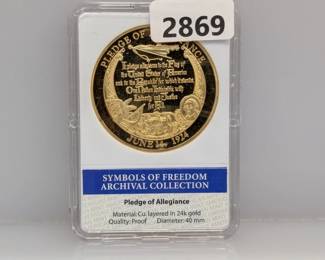 2869
PLEDGE OF ALLEGIANCE
I pledge allegiance to the Flag of
the United States of America
and to the Republic for which it stands,
One Nation Indivisible with
Liberty and Justice
for All.
JUNE 14, 1924
SYMBOLS OF FREEDOM
ARCHIVAL COLLECTION
Pledge of Allegiance
Material: Cu. layered in 24k gold
Quality: Proof Diameter: 40 mm